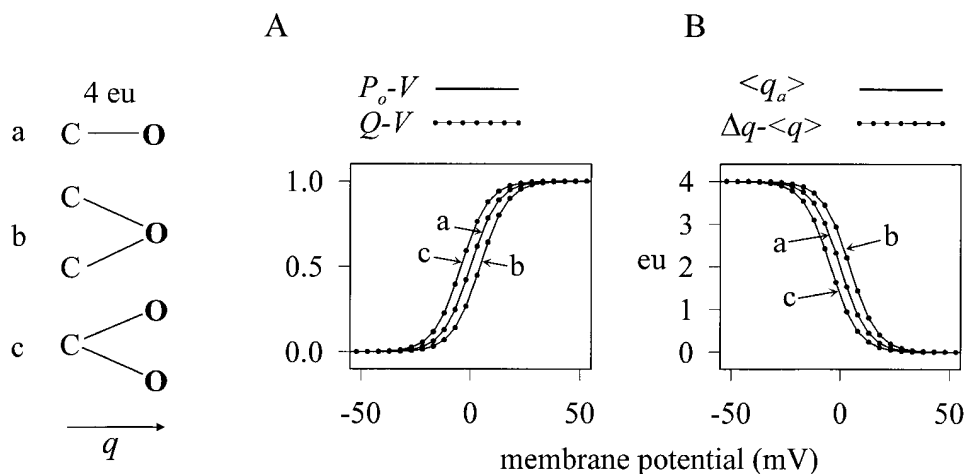 A
B
4 eu
a C O
b C O
C
c C O
O
q
P_o-V
Q-V
1.0
0.5
0.0
a
c
b
-50 0 50
<q_a>
Δq-<q>
4
3
eu
2
1
0
a
b
c
-50 0 50
membrane potential (mV)